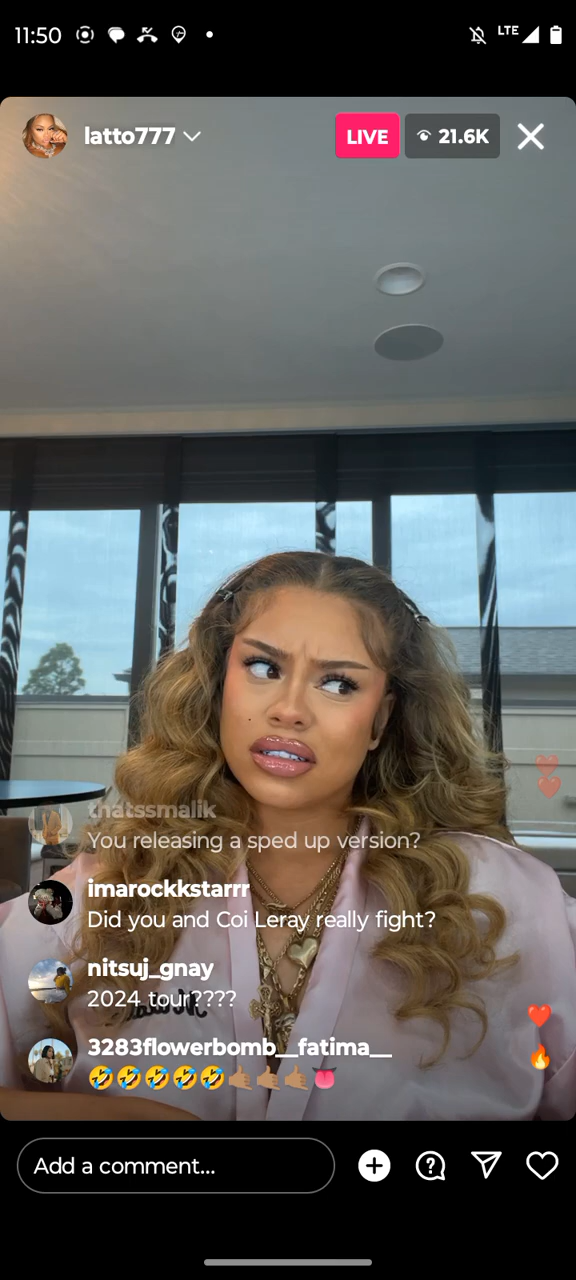 11:50
LTE
latto777
LIVE
21.6K
thatssmalik
You releasing a sped up version?
imarockkstarrr
Did you and Coi Leray really fight?
nitsuj_gnay
2024 tour????
3283flowerbomb__fatima__
🤣🤣🤣🤣🤣🤙🏽🤙🏽🤙🏽👅
Add a comment...